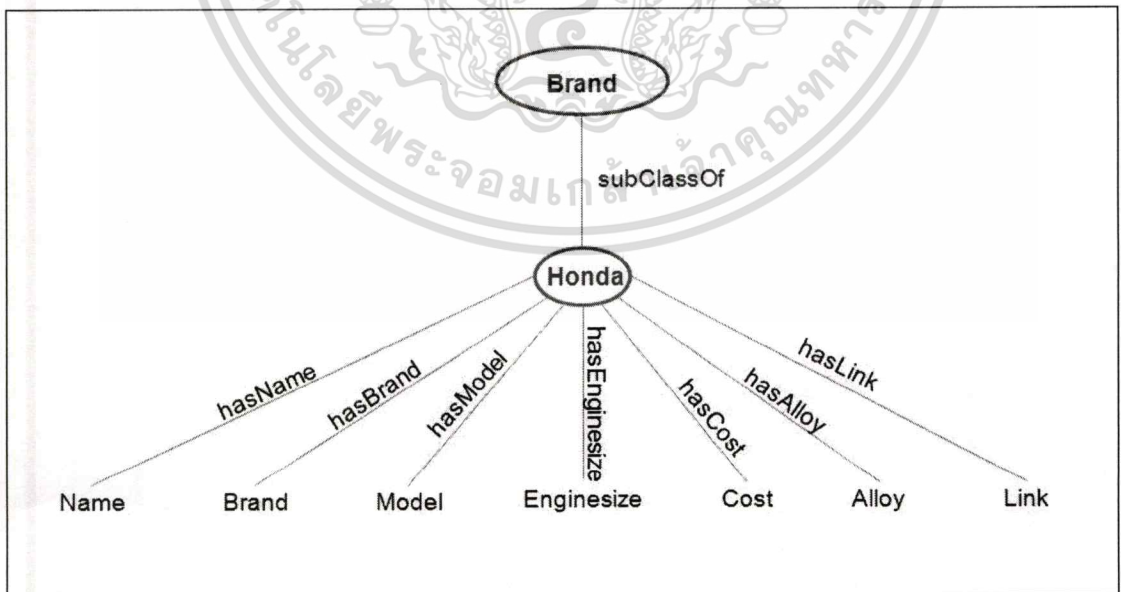 Brand
subClassOf
Honda
hasName
hasBrand
hasModel
hasEnginesize
hasCost
hasAlloy
hasLink
Name
Brand
Model
Enginesize
Cost
Alloy
Link